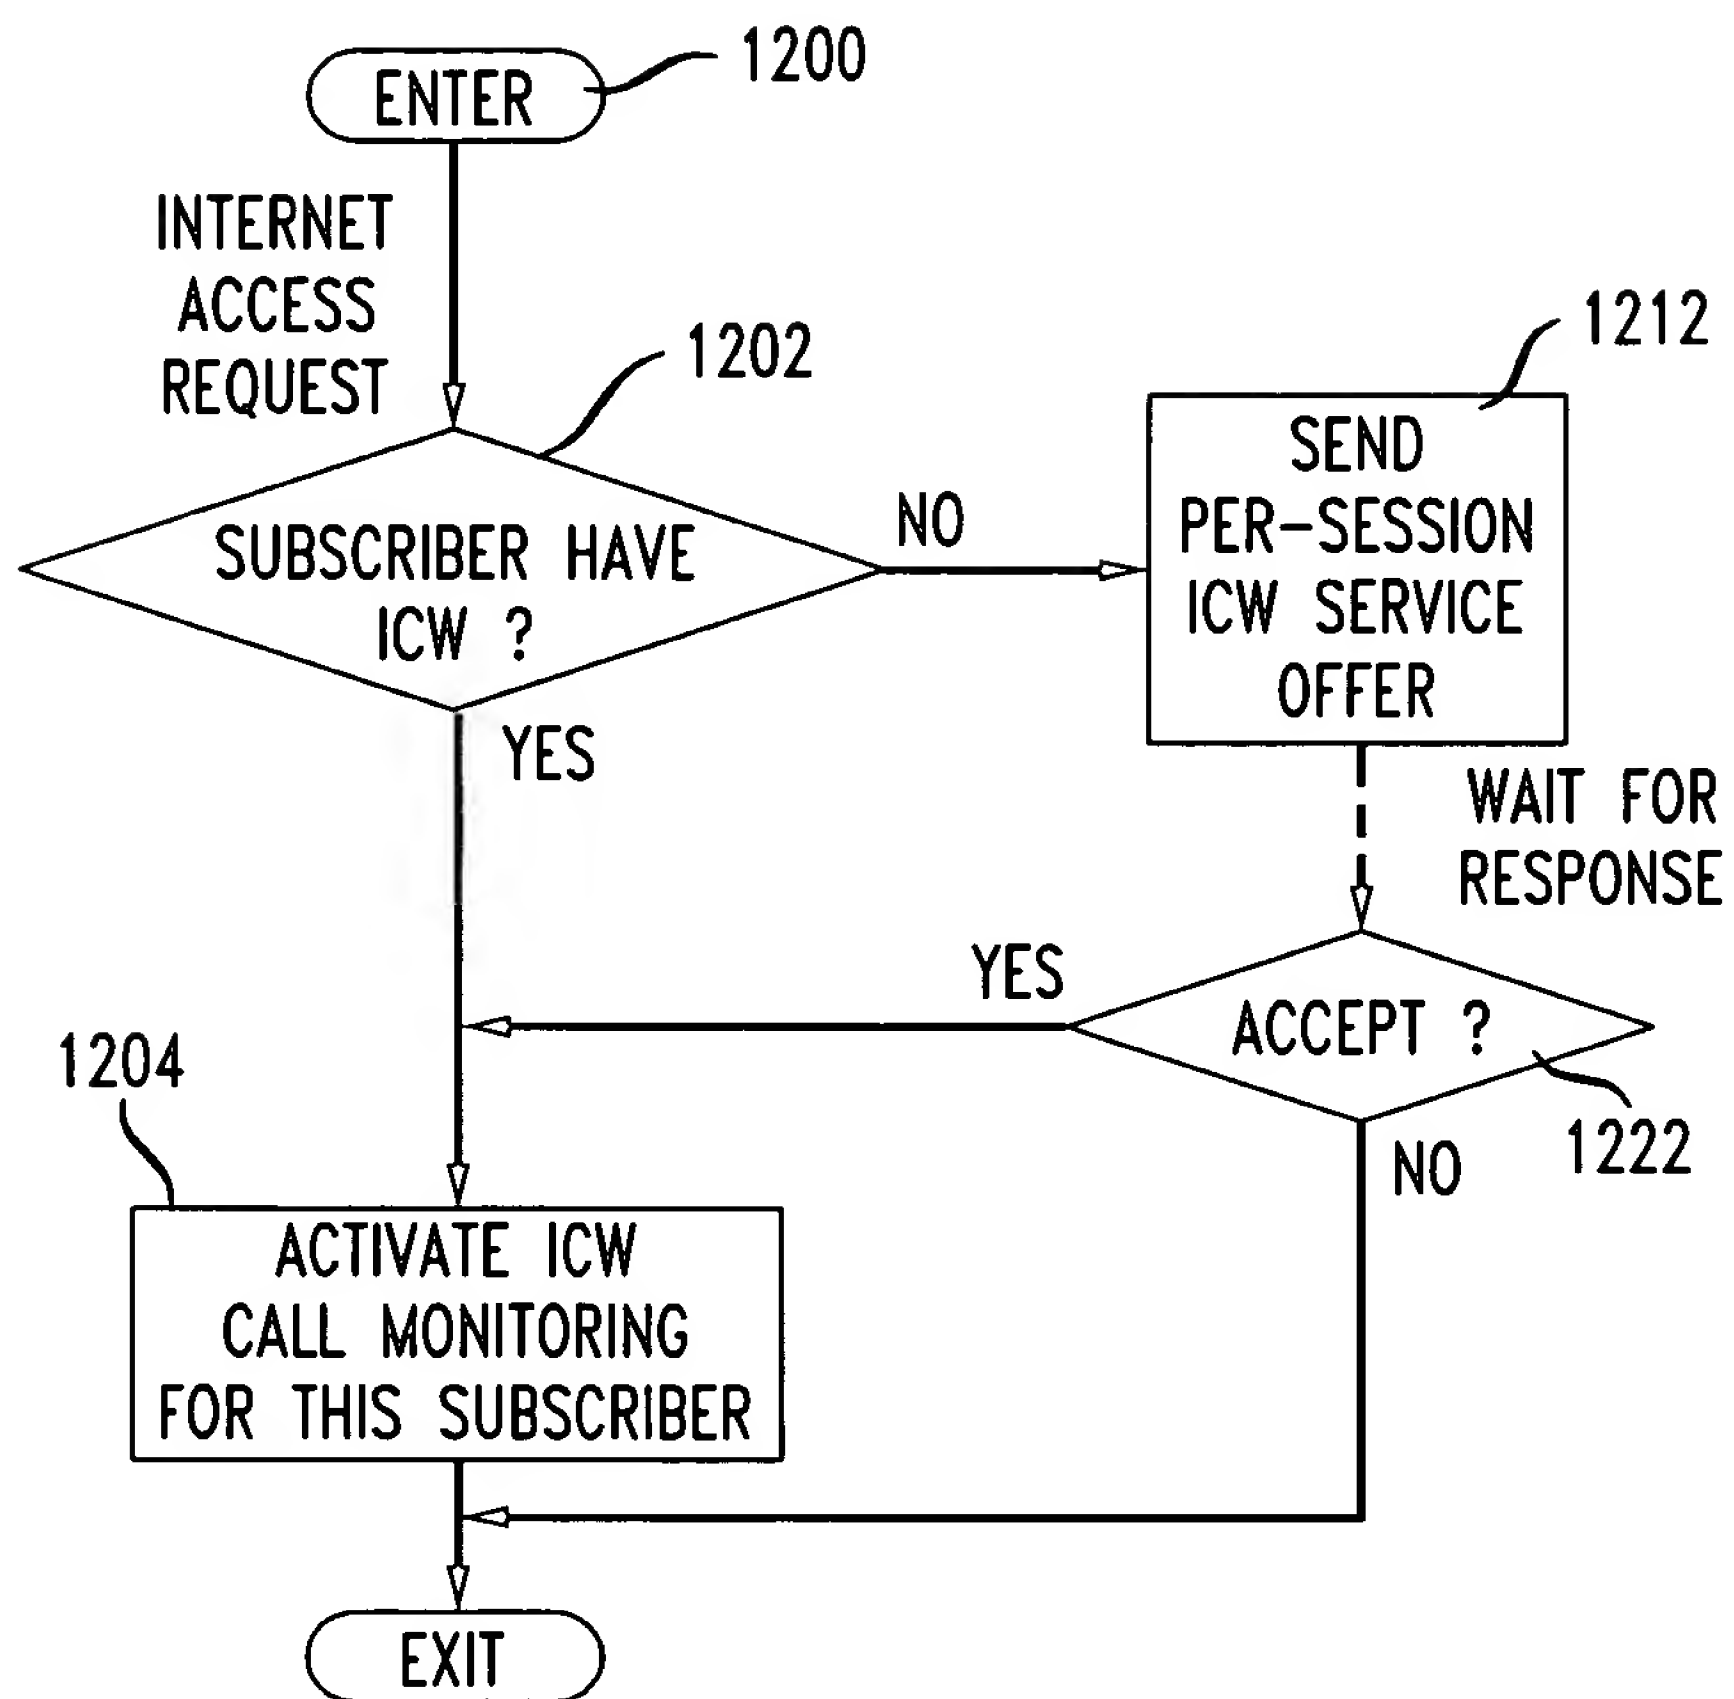 1200
ENTER
INTERNET
ACCESS
REQUEST
1202
1212
SUBSCRIBER HAVE
ICW ?
NO
SEND
PER-SESSION
ICW SERVICE
OFFER
YES
WAIT FOR
RESPONSE
YES
ACCEPT ?
1222
NO
1204
ACTIVATE ICW
CALL MONITORING
FOR THIS SUBSCRIBER
EXIT